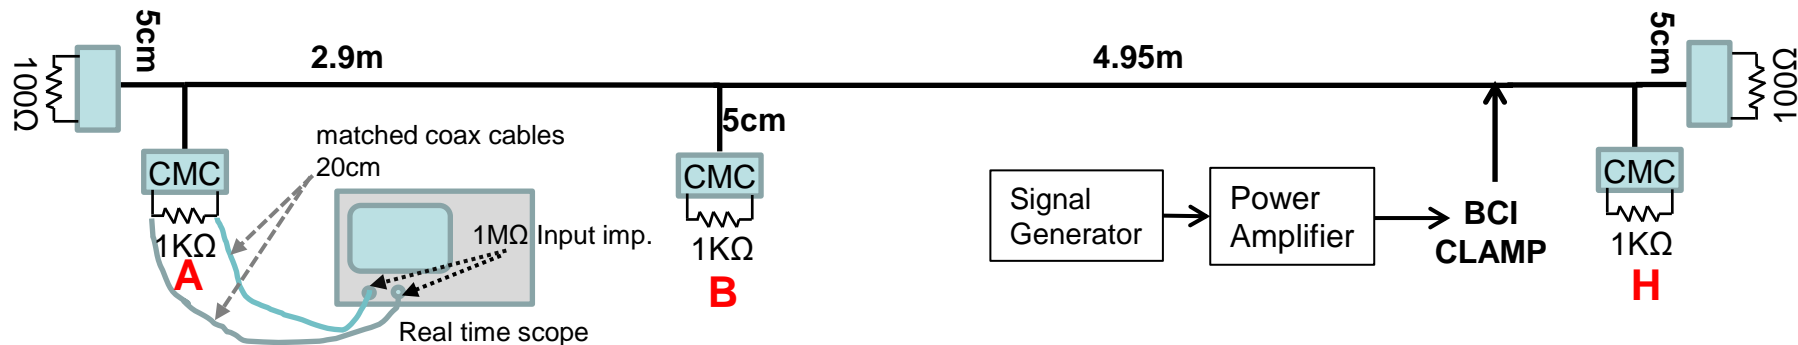 5cm
2.9m
4.95m
5cm
100Ω
100Ω
5cm
matched coax cables
20cm
CMC
CMC
CMC
1KΩ
A
1MΩ Input imp.
Real time scope
1KΩ
B
Signal
Generator
Power
Amplifier
BCI
CLAMP
1KΩ
H